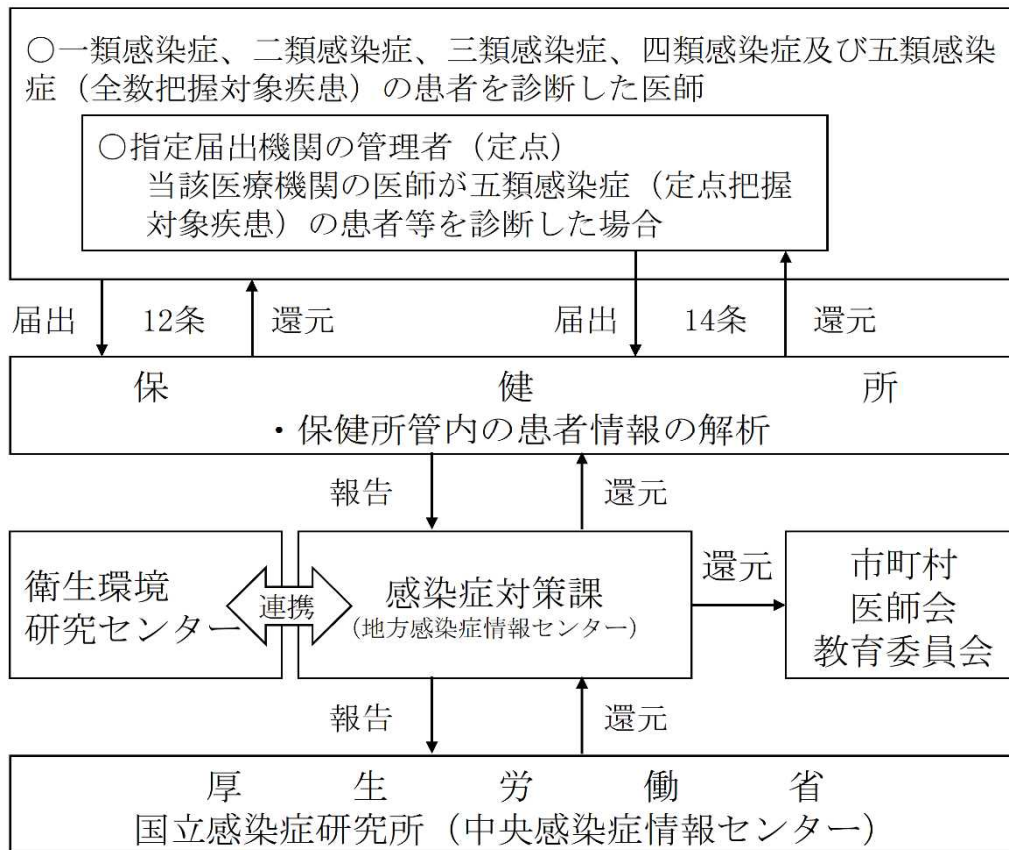 ○一類感染症、二類感染症、三類感染症、四類感染症及び五類感染
症（全数把握対象疾患）の患者を診断した医師
○指定届出機関の管理者（定点）
当該医療機関の医師が五類感染症（定点把握
対象疾患）の患者等を診断した場合
届出 12条 還元 届出 14条 還元
保健所
・保健所管内の患者情報の解析
報告 還元
衛生環境
研究センター
連携
感染症対策課
（地方感染症情報センター）
還元
市町村
医師会
教育委員会
報告 還元
厚生労働省
国立感染症研究所（中央感染症情報センター）